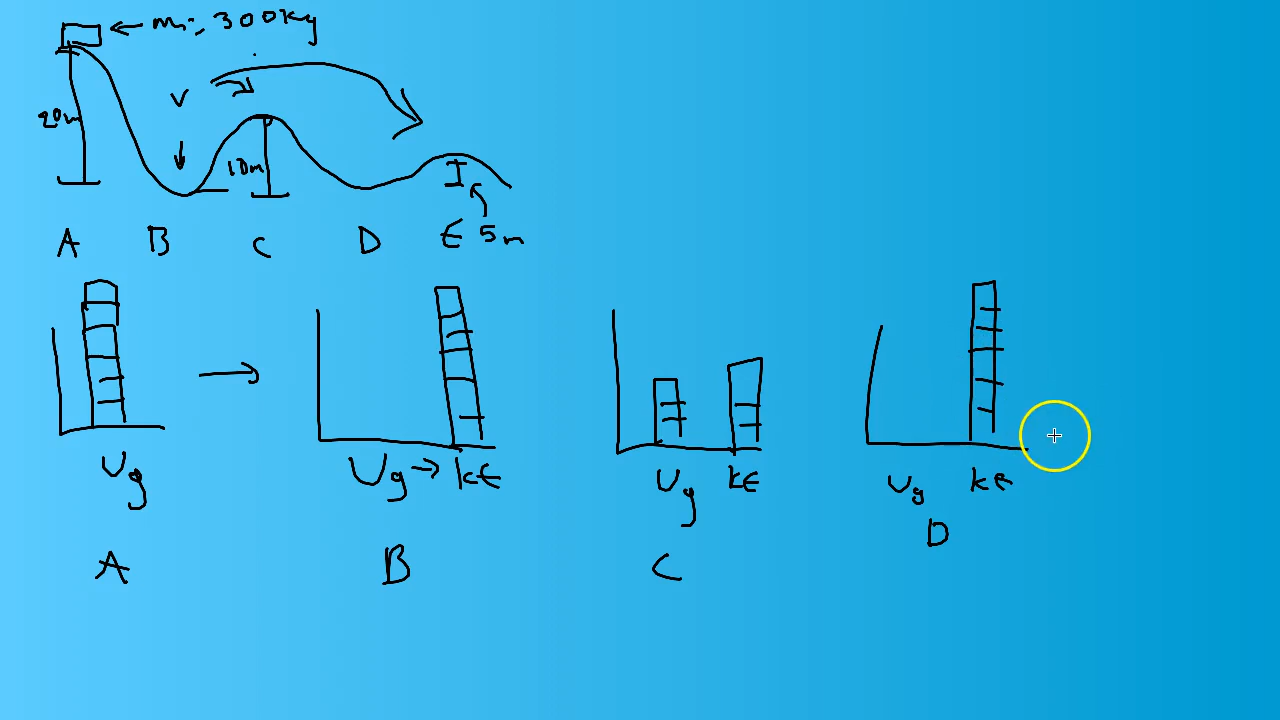 m:, 300kg
20m
V
10m
I
A B C D E 5m
Ug
Ug → KE
Ug KE
Ug KE
A
B
C
D